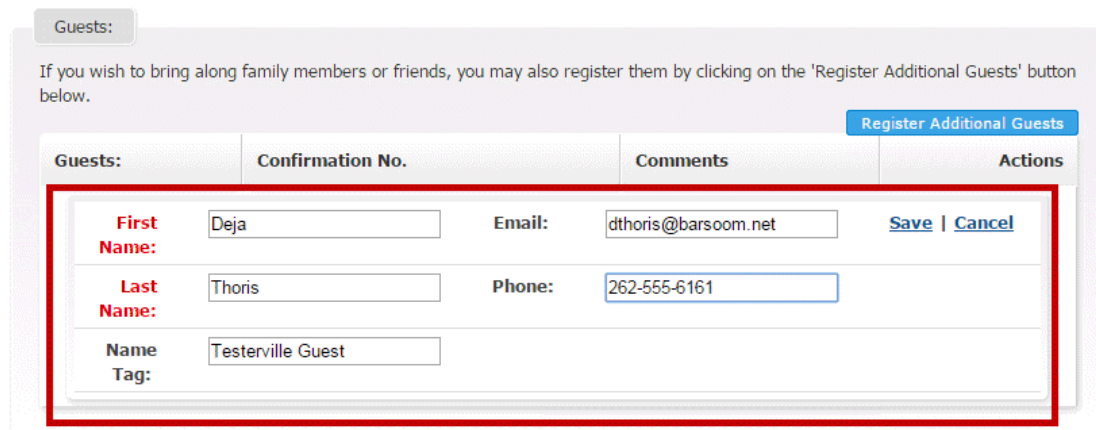 Guests:
If you wish to bring along family members or friends, you may also register them by clicking on the 'Register Additional Guests' button
below.
Register Additional Guests
Guests: Confirmation No. Comments Actions
First Name: Deja Email: dthoris@barsoom.net Save | Cancel
Last Name: Thoris Phone: 262-555-6161
Name Tag: Testerville Guest